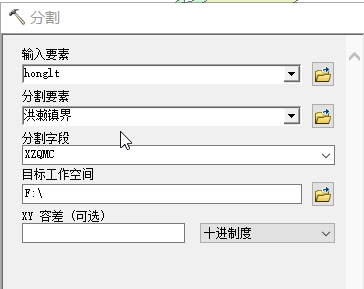 分割
输入要素
honglt
分割要素
洪濑镇界
分割字段
XZQMC
目标工作空间
F:\
XY 容差 (可选)
十进制度